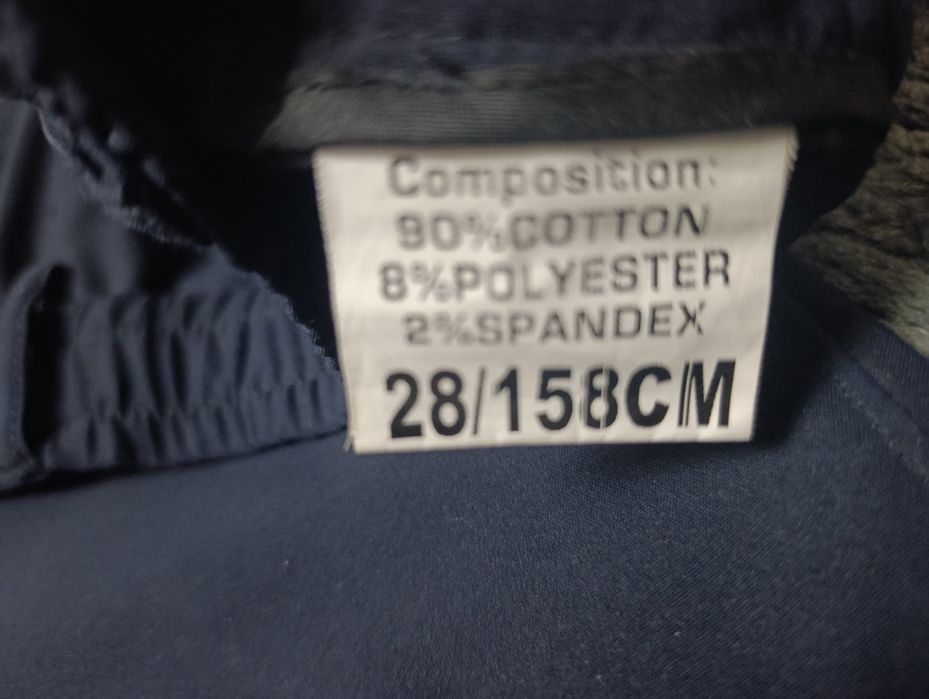 Composition:
90%COTTON
8%POLYESTER
2%SPANDEX
28/158CM